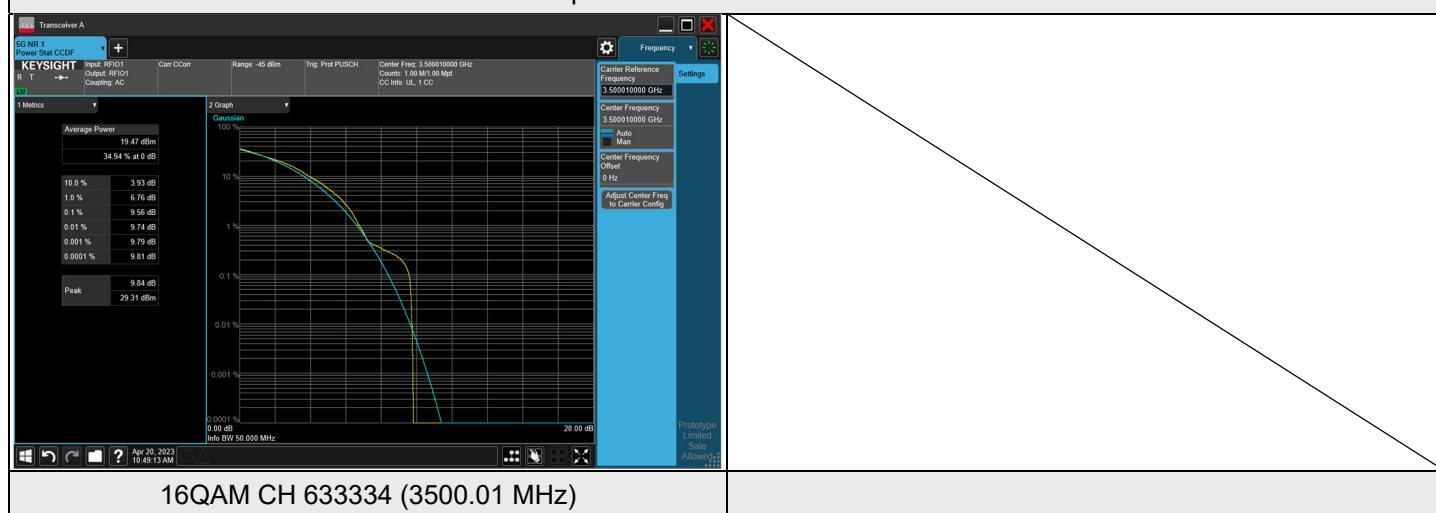 Transceiver A
5G NR 1
Power Stat CCDF
+
Frequency
KEYSIGHT
R T
Input: RFIO1
Output: RFIO1
Coupling: AC
Corr CCorr
Range: -45 dBm
Trig: Prot PUSCH
Center Freq: 3.500010000 GHz
Counts: 1.00 M/1.00 Mpt
CC Info: UL, 1 CC
Carrier Reference
Frequency
3.500010000 GHz
Settings
Center Frequency
3.500010000 GHz
Auto
Man
Center Frequency
Offset
0 Hz
Adjust Center Freq
to Carrier Config
1 Metrics
Average Power
19.47 dBm
34.94 % at 0 dB
10.0 % 3.93 dB
1.0 % 6.76 dB
0.1 % 9.56 dB
0.01 % 9.74 dB
0.001 % 9.79 dB
0.0001 % 9.81 dB
Peak 9.84 dB
29.31 dBm
2 Graph
Gaussian
100 %
10 %
1 %
0.1 %
0.01 %
0.001 %
0.0001 %
0.00 dB 20.00 dB
Info BW 50.000 MHz
Prototype
Limited
Sale
Allowed
?
Apr 20, 2023
10:49:13 AM
16QAM CH 633334 (3500.01 MHz)